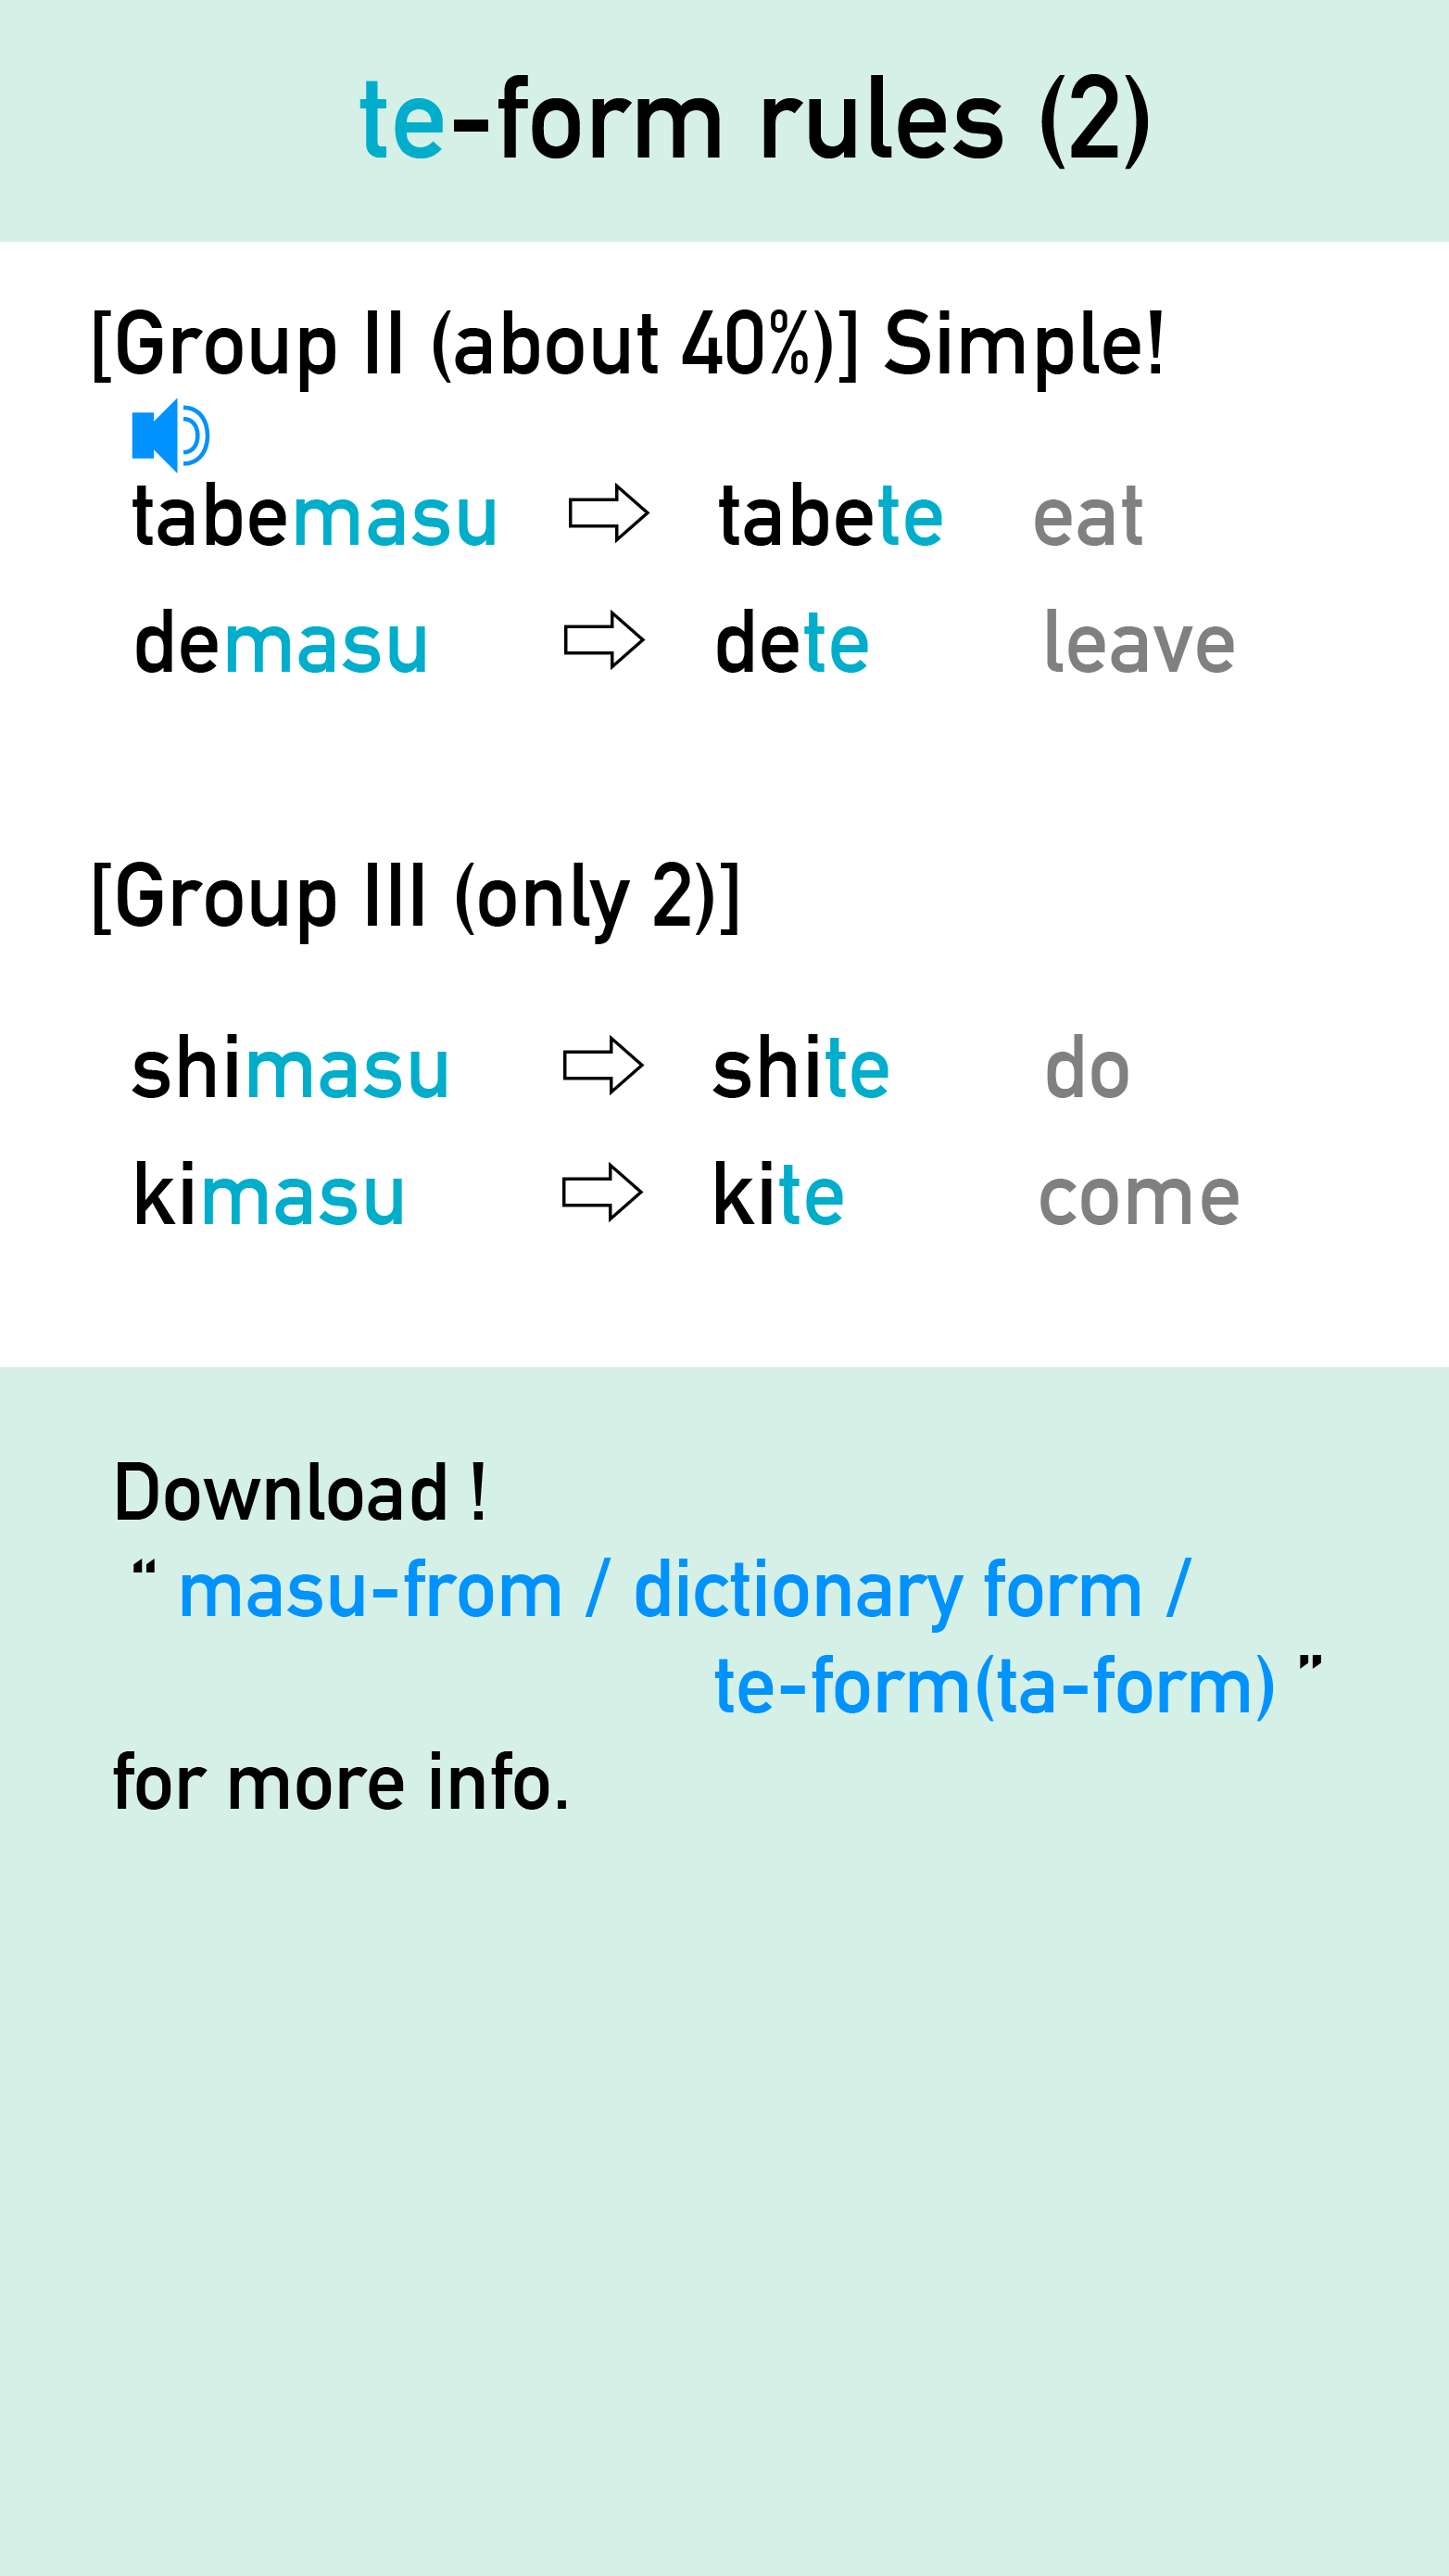 te-form rules (2)
[Group II (about 40%)] Simple!
tabemasu ⇨ tabete eat
demasu ⇨ dete leave
[Group III (only 2)]
shimasu ⇨ shite do
kimasu ⇨ kite come
Download !
“ masu-from / dictionary form /
te-form(ta-form) ”
for more info.